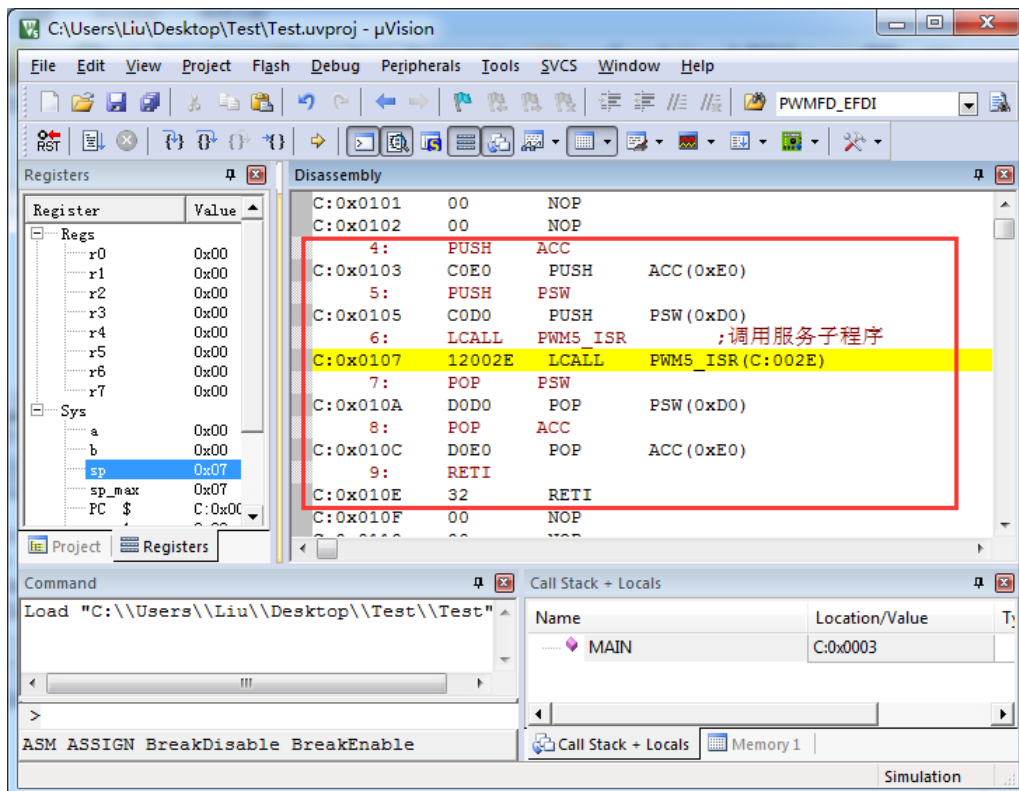 C:\Users\Liu\Desktop\Test\Test.uvproj - µVision
File Edit View Project Flash Debug Peripherals Tools SVCS Window Help
PWMFD_EFDI
RST
Registers
Register Value
Regs
r0 0x00
r1 0x00
r2 0x00
r3 0x00
r4 0x00
r5 0x00
r6 0x00
r7 0x00
Sys
a 0x00
b 0x00
sp 0x07
sp_max 0x07
PC $ C:0x00
Project Registers
Disassembly
C:0x0101 00 NOP
C:0x0102 00 NOP
4: PUSH ACC
C:0x0103 C0E0 PUSH ACC(0xE0)
5: PUSH PSW
C:0x0105 C0D0 PUSH PSW(0xD0)
6: LCALL PWM5_ISR ;调用服务子程序
C:0x0107 12002E LCALL PWM5_ISR(C:002E)
7: POP PSW
C:0x010A D0D0 POP PSW(0xD0)
8: POP ACC
C:0x010C D0E0 POP ACC(0xE0)
9: RETI
C:0x010E 32 RETI
C:0x010F 00 NOP
Command
Load "C:\\Users\\Liu\\Desktop\\Test\\Test"
>
ASM ASSIGN BreakDisable BreakEnable
Call Stack + Locals
Name Location/Value
MAIN C:0x0003
Call Stack + Locals Memory 1
Simulation